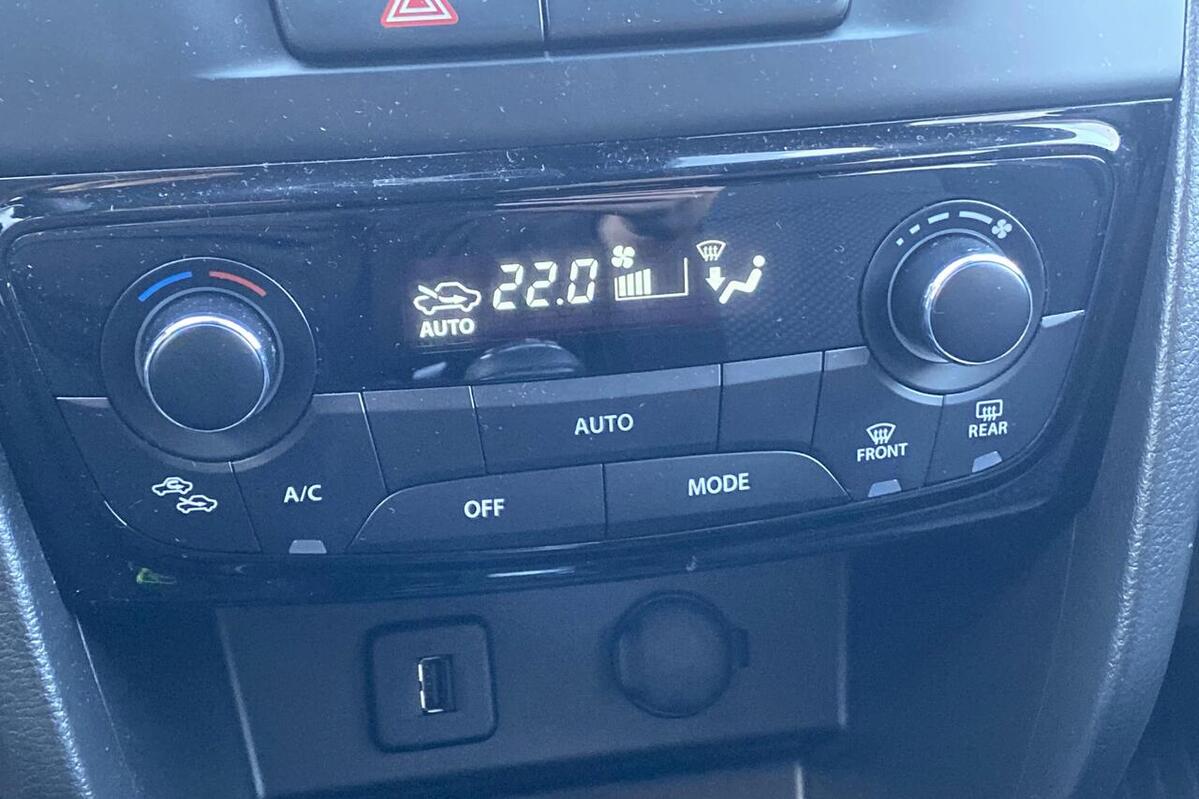 22.0
AUTO
AUTO
A/C
OFF
MODE
FRONT
REAR